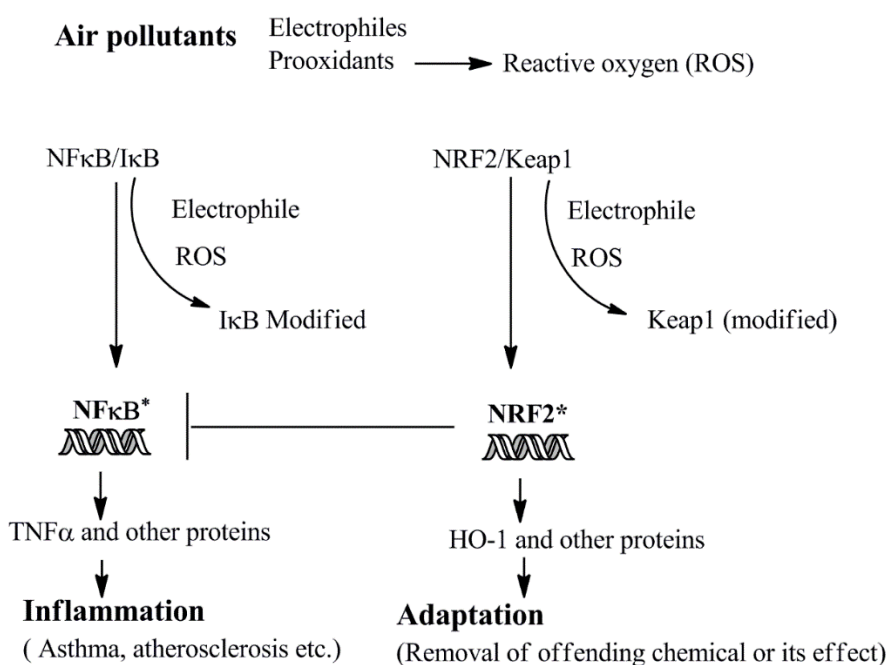 Air pollutants
Electrophiles
Prooxidants
Reactive oxygen (ROS)
NFκB/IκB
NRF2/Keap1
Electrophile
ROS
IκB Modified
Electrophile
ROS
Keap1 (modified)
NFκB*
NRF2*
TNFα and other proteins
HO-1 and other proteins
Inflammation
( Asthma, atherosclerosis etc.)
Adaptation
(Removal of offending chemical or its effect)